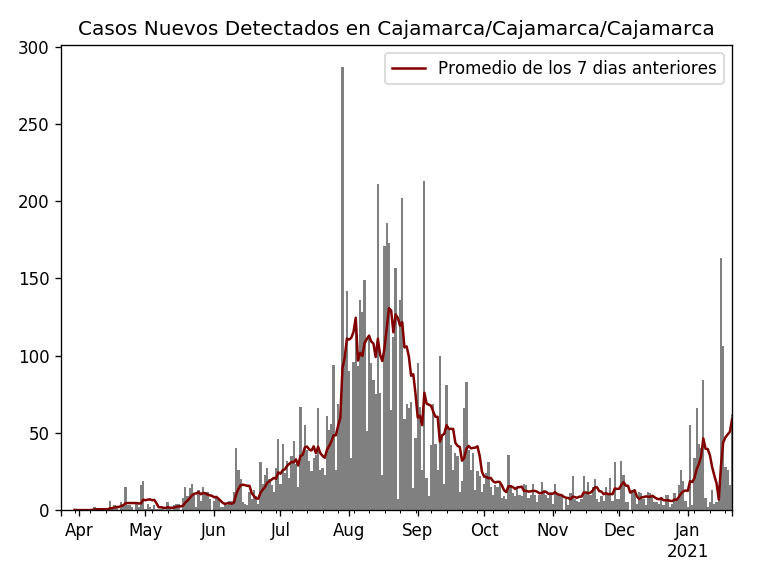 Casos Nuevos Detectados en Cajamarca/Cajamarca/Cajamarca
Promedio de los 7 dias anteriores
300
250
200
150
100
50
0
Apr May Jun Jul Aug Sep Oct Nov Dec Jan
2021